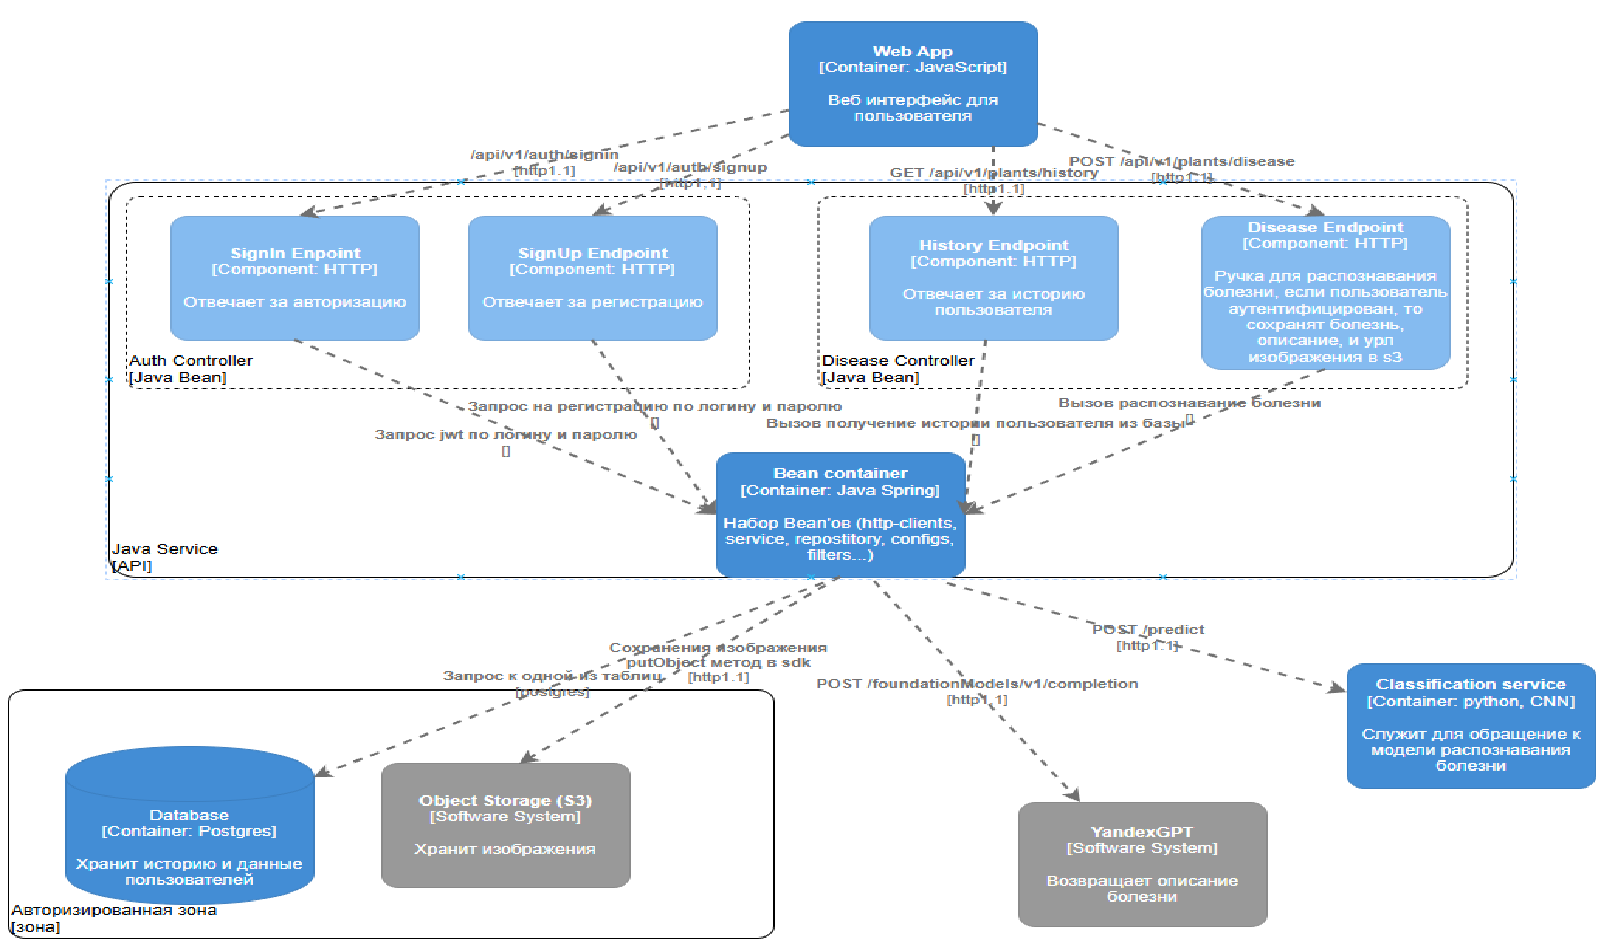 Web App
[Container: JavaScript]
Веб интерфейс для
пользователя
/api/v1/auth/signin
[http1.1]
/api/v1/auth/signup
[http1.1]
GET /api/v1/plants/history
[http1.1]
POST /api/v1/plants/disease
[http1.1]
SignIn Enpoint
[Component: HTTP]
Отвечает за авторизацию
SignUp Endpoint
[Component: HTTP]
Отвечает за регистрацию
Auth Controller
[Java Bean]
History Endpoint
[Component: HTTP]
Отвечает за историю
пользователя
Disease Endpoint
[Component: HTTP]
Ручка для распознавания
болезни, если пользователь
аутентифицирован, то
сохранят болезнь,
описание, и урл
изображения в s3
Disease Controller
[Java Bean]
Запрос на регистрацию по логину и паролю
[]
Запрос jwt по логину и паролю
[]
Вызов распознавание болезни
[]
Вызов получение истории пользователя из базы
[]
Bean container
[Container: Java Spring]
Набор Bean'ов (http-clients,
service, repostitory, configs,
filters...)
Java Service
[API]
Сохранения изображения
putObject метод в sdk
[http1.1]
Запрос к одной из таблиц
[postgres]
POST /foundationModels/v1/completion
[http1.1]
POST /predict
[http1.1]
Classification service
[Container: python, CNN]
Служит для обращение к
модели распознавания
болезни
Database
[Container: Postgres]
Хранит историю и данные
пользователей
Object Storage (S3)
[Software System]
Хранит изображения
Авторизированная зона
[зона]
YandexGPT
[Software System]
Возвращает описание
болезни